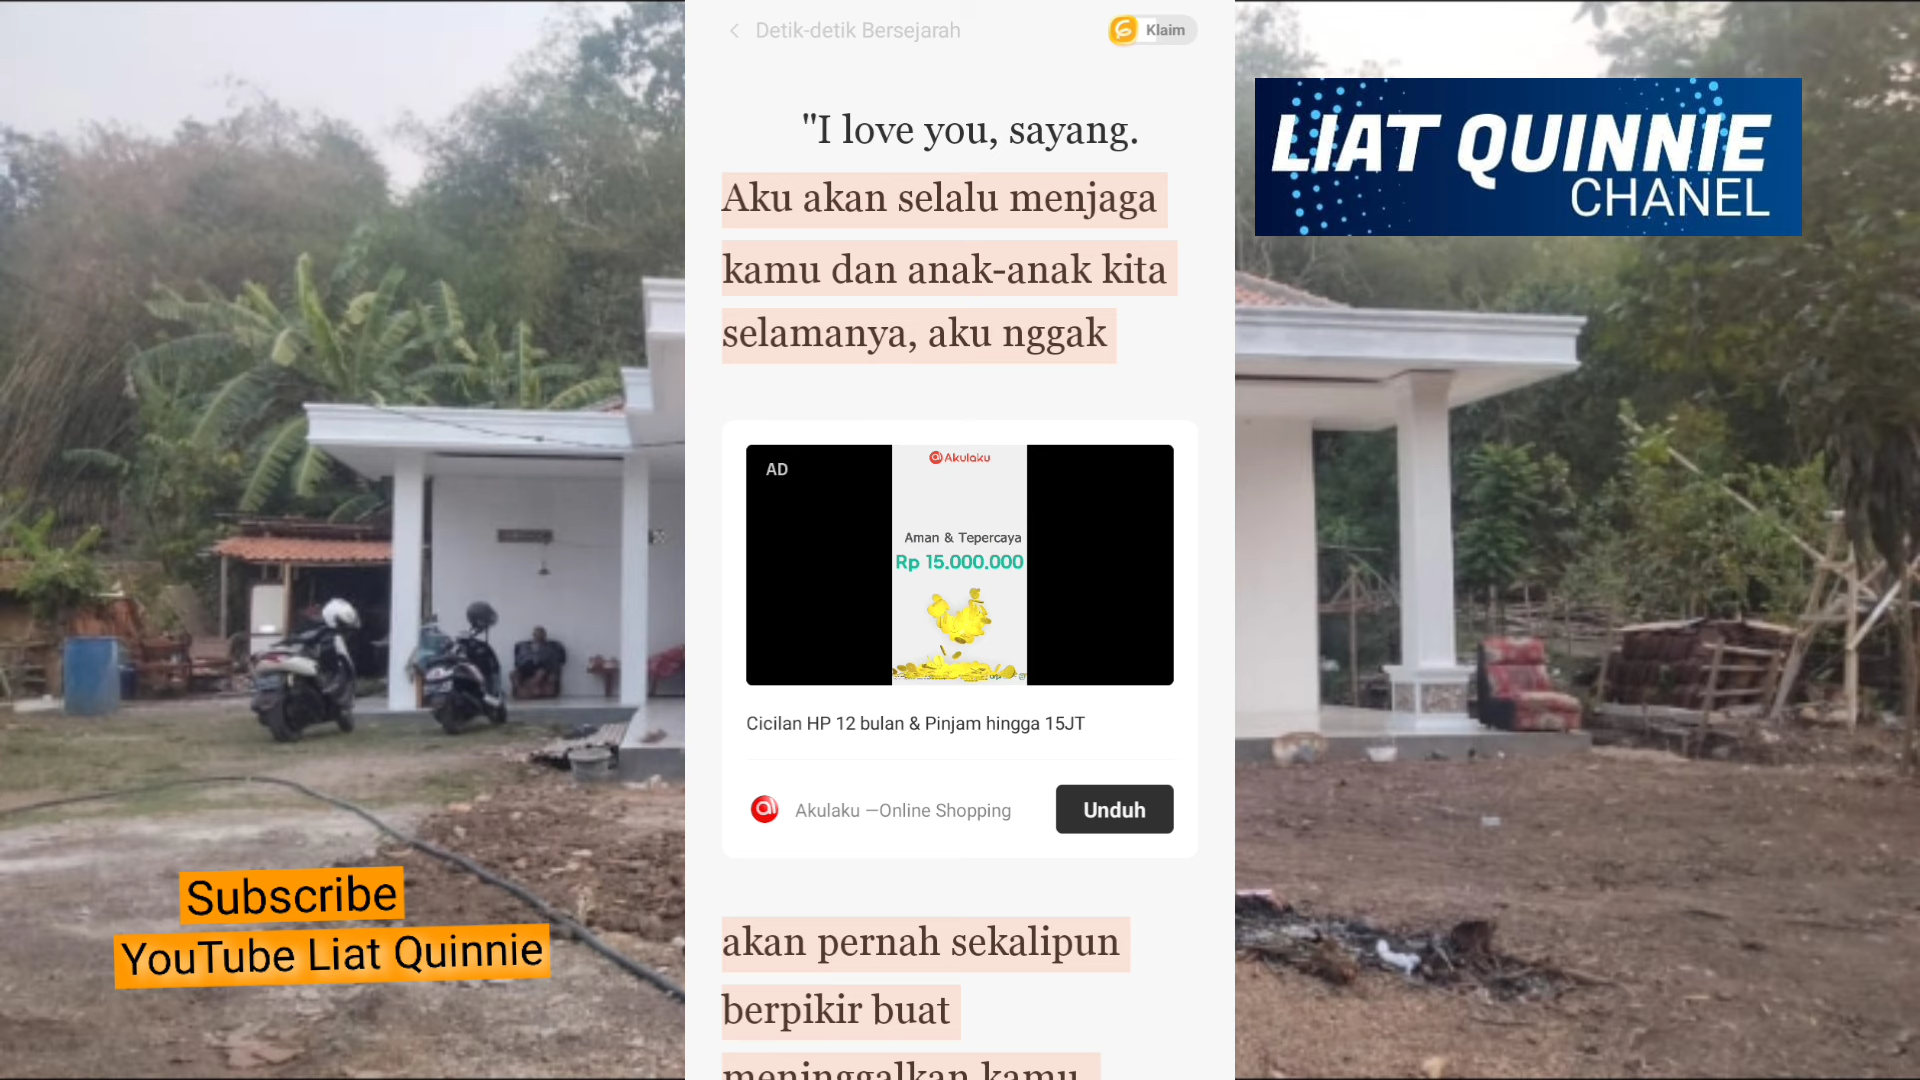 Detik-detik Bersejarah
Klaim
"I love you, sayang.
Aku akan selalu menjaga
kamu dan anak-anak kita
selamanya, aku nggak
AD
Akulaku
Aman & Tepercaya
Rp 15.000.000
Cicilan HP 12 bulan & Pinjam hingga 15JT
Akulaku —Online Shopping
Unduh
akan pernah sekalipun
berpikir buat
meninggalkan kamu
LIAT QUINNIE
CHANEL
Subscribe
YouTube Liat Quinnie